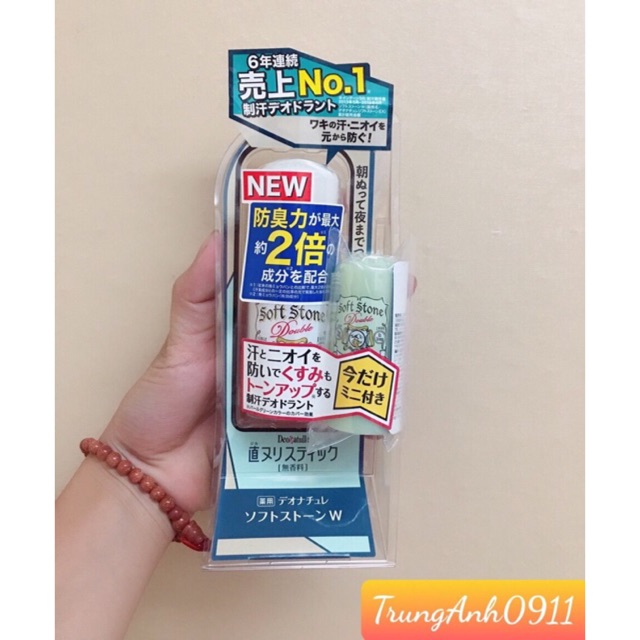 6年連続
売上No.1
制汗デオドラント
ワキの汗・ニオイを
元から防ぐ!
朝ぬって夜まで
NEW
防臭力が最大
約2倍の
成分を配合
Soft Stone
Double
Soft Stone
Double
汗とニオイを
防いでくすみも
トーンアップする
制汗デオドラント
今だけ
ミニ付き
直ヌリスティック
[無香料]
薬用 デオナチュレ
ソフトストーンW
TrungAnh0911